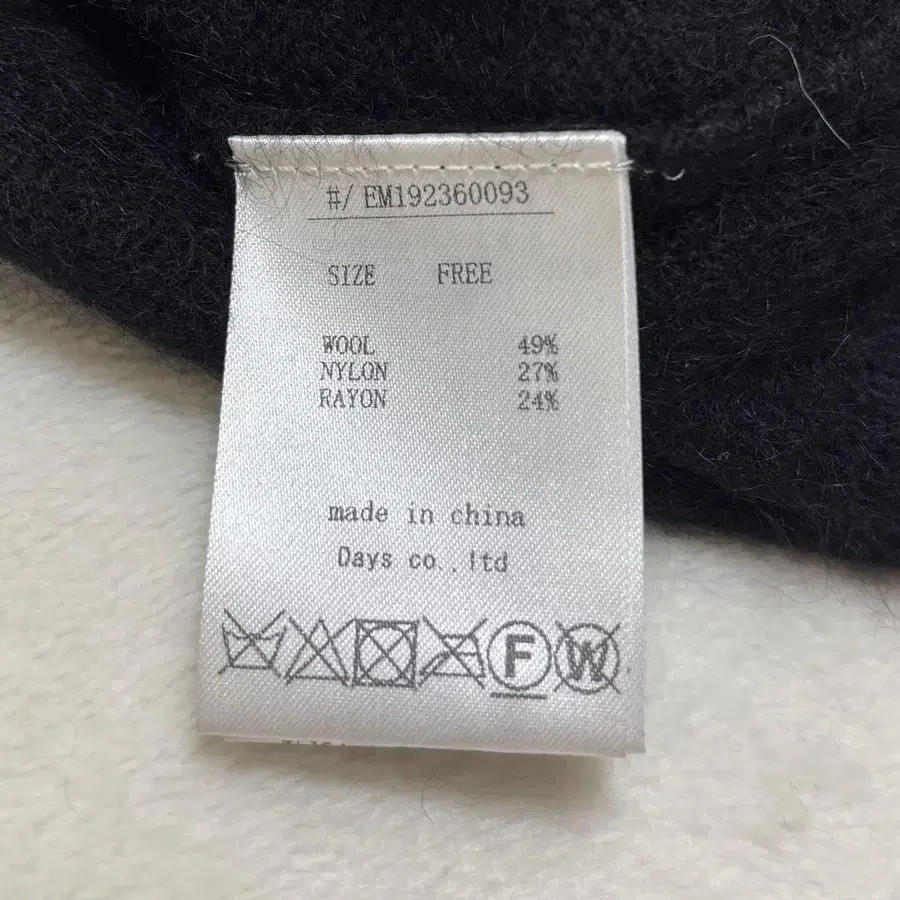 #/ EM192360093
SIZE FREE
WOOL 49%
NYLON 27%
RAYON 24%
made in china
Days co.,ltd
F W